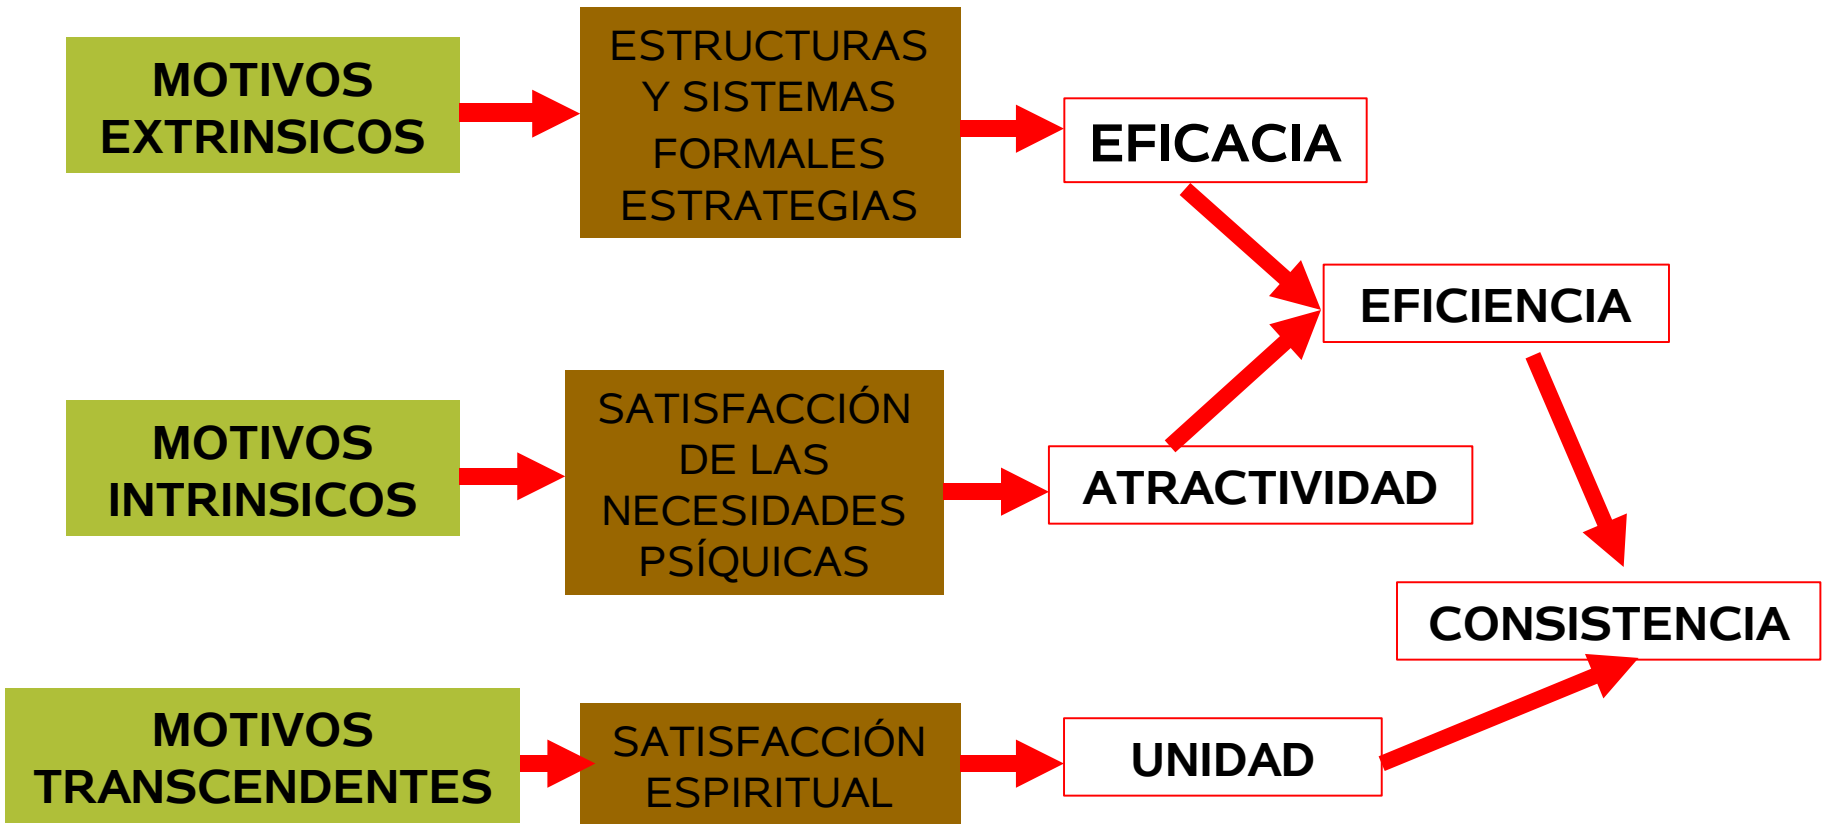 MOTIVOS
EXTRINSICOS
ESTRUCTURAS
Y SISTEMAS
FORMALES
ESTRATEGIAS
EFICACIA
EFICIENCIA
MOTIVOS
INTRINSICOS
SATISFACCIÓN
DE LAS
NECESIDADES
PSÍQUICAS
ATRACTIVIDAD
CONSISTENCIA
MOTIVOS
TRANSCENDENTES
SATISFACCIÓN
ESPIRITUAL
UNIDAD